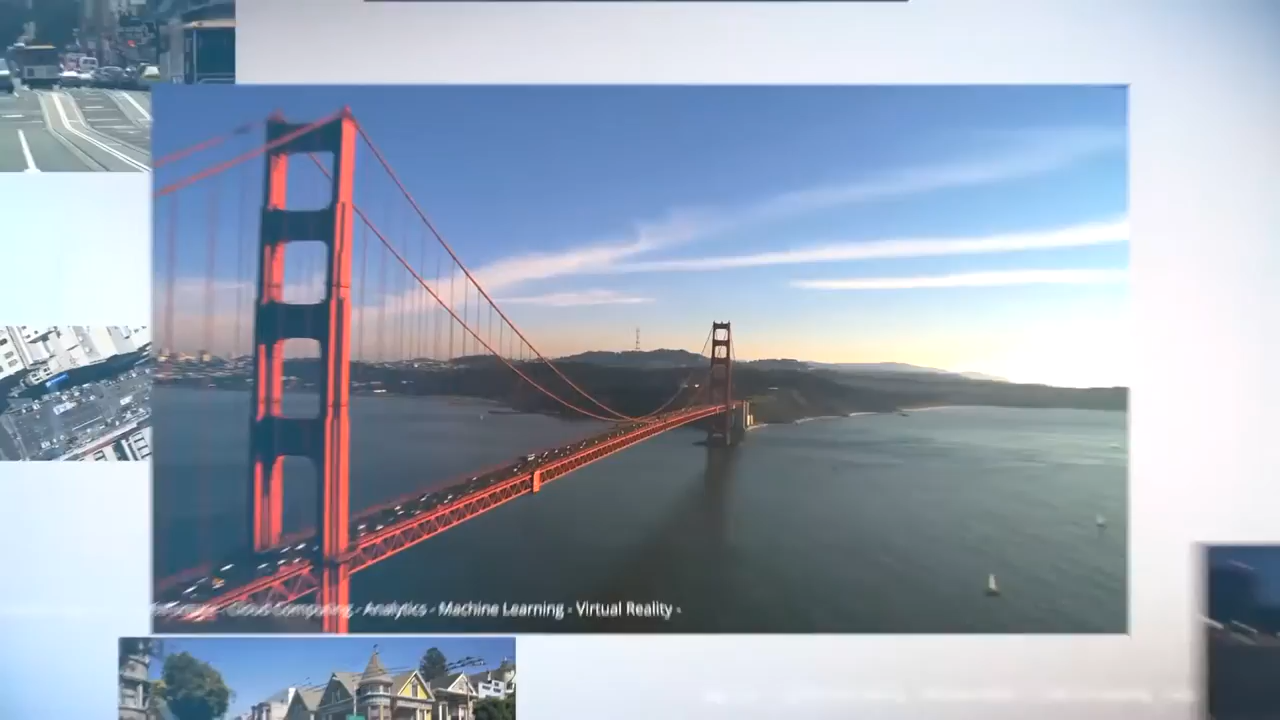 Cloud Computing - Analytics - Machine Learning - Virtual Reality -